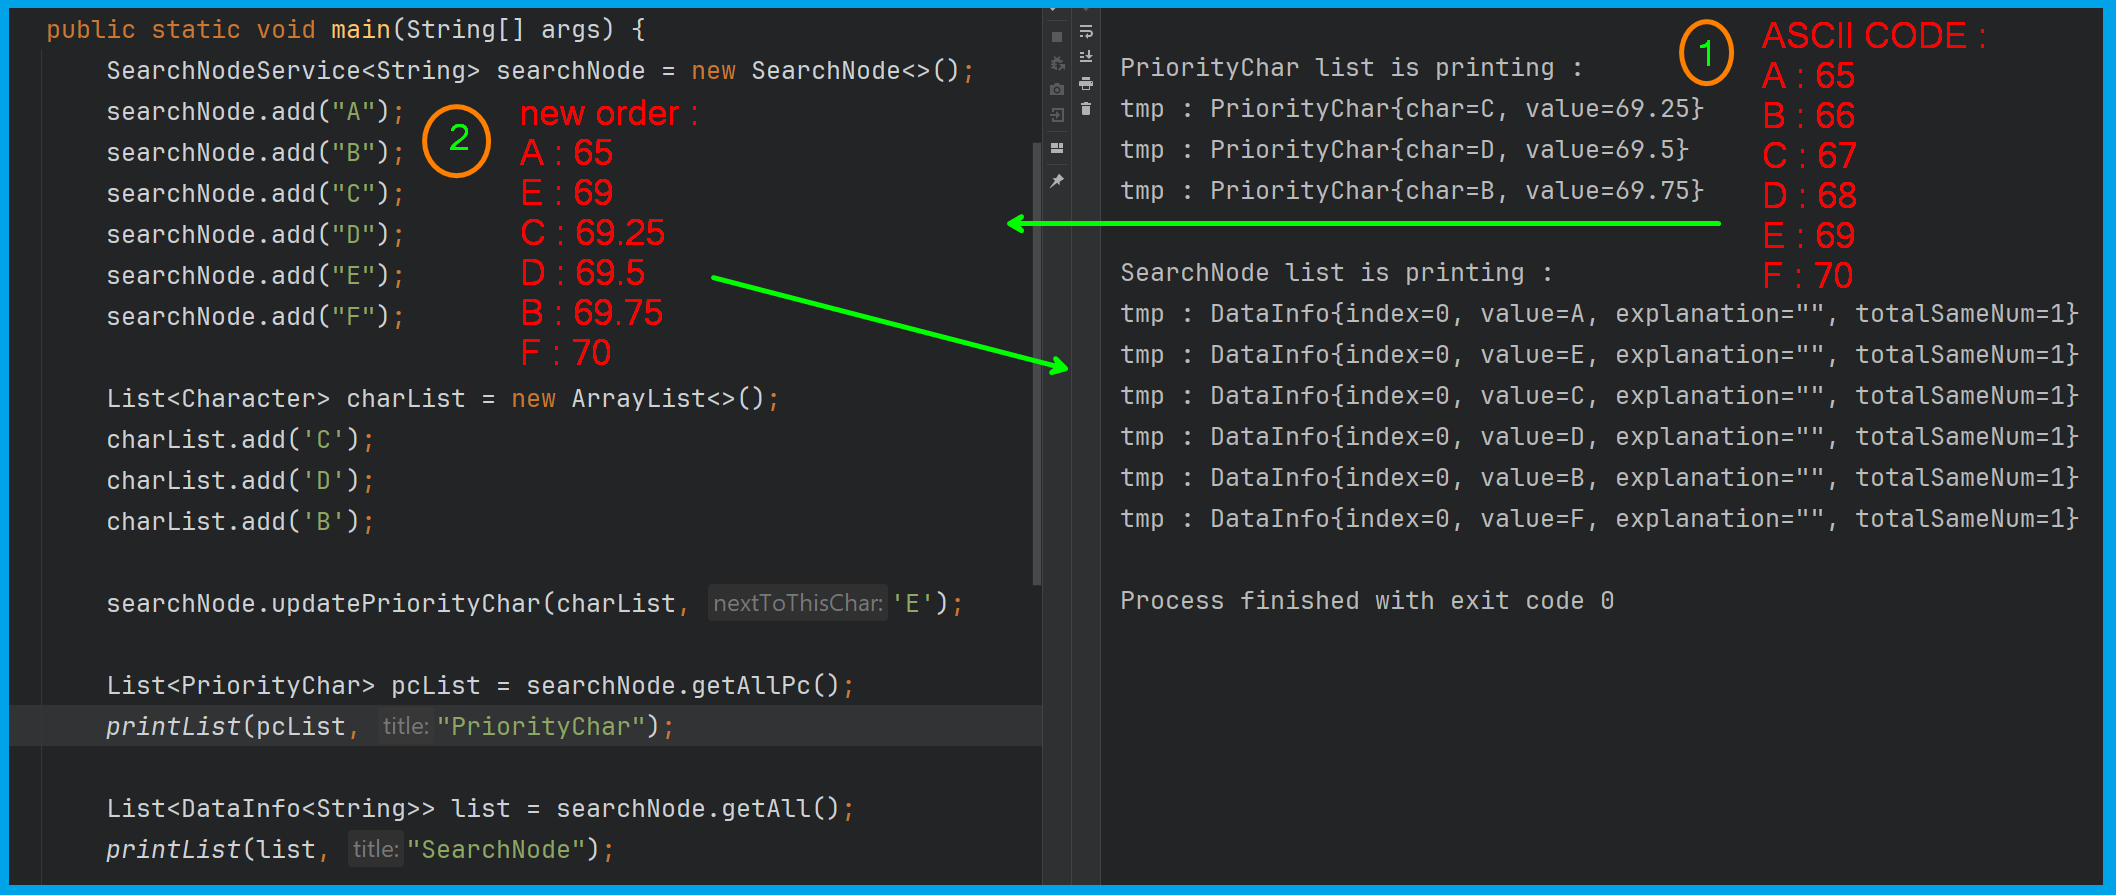 public static void main(String[] args) {
SearchNodeService<String> searchNode = new SearchNode<>();
searchNode.add("A");
searchNode.add("B");
searchNode.add("C");
searchNode.add("D");
searchNode.add("E");
searchNode.add("F");
2
new order :
A : 65
E : 69
C : 69.25
D : 69.5
B : 69.75
F : 70
List<Character> charList = new ArrayList<>();
charList.add('C');
charList.add('D');
charList.add('B');
searchNode.updatePriorityChar(charList, nextToThisChar: 'E');
List<PriorityChar> pcList = searchNode.getAllPc();
printList(pcList, title: "PriorityChar");
List<DataInfo<String>> list = searchNode.getAll();
printList(list, title: "SearchNode");
PriorityChar list is printing :
tmp : PriorityChar{char=C, value=69.25}
tmp : PriorityChar{char=D, value=69.5}
tmp : PriorityChar{char=B, value=69.75}
1
ASCII CODE :
A : 65
B : 66
C : 67
D : 68
E : 69
F : 70
SearchNode list is printing :
tmp : DataInfo{index=0, value=A, explanation="", totalSameNum=1}
tmp : DataInfo{index=0, value=E, explanation="", totalSameNum=1}
tmp : DataInfo{index=0, value=C, explanation="", totalSameNum=1}
tmp : DataInfo{index=0, value=D, explanation="", totalSameNum=1}
tmp : DataInfo{index=0, value=B, explanation="", totalSameNum=1}
tmp : DataInfo{index=0, value=F, explanation="", totalSameNum=1}
Process finished with exit code 0